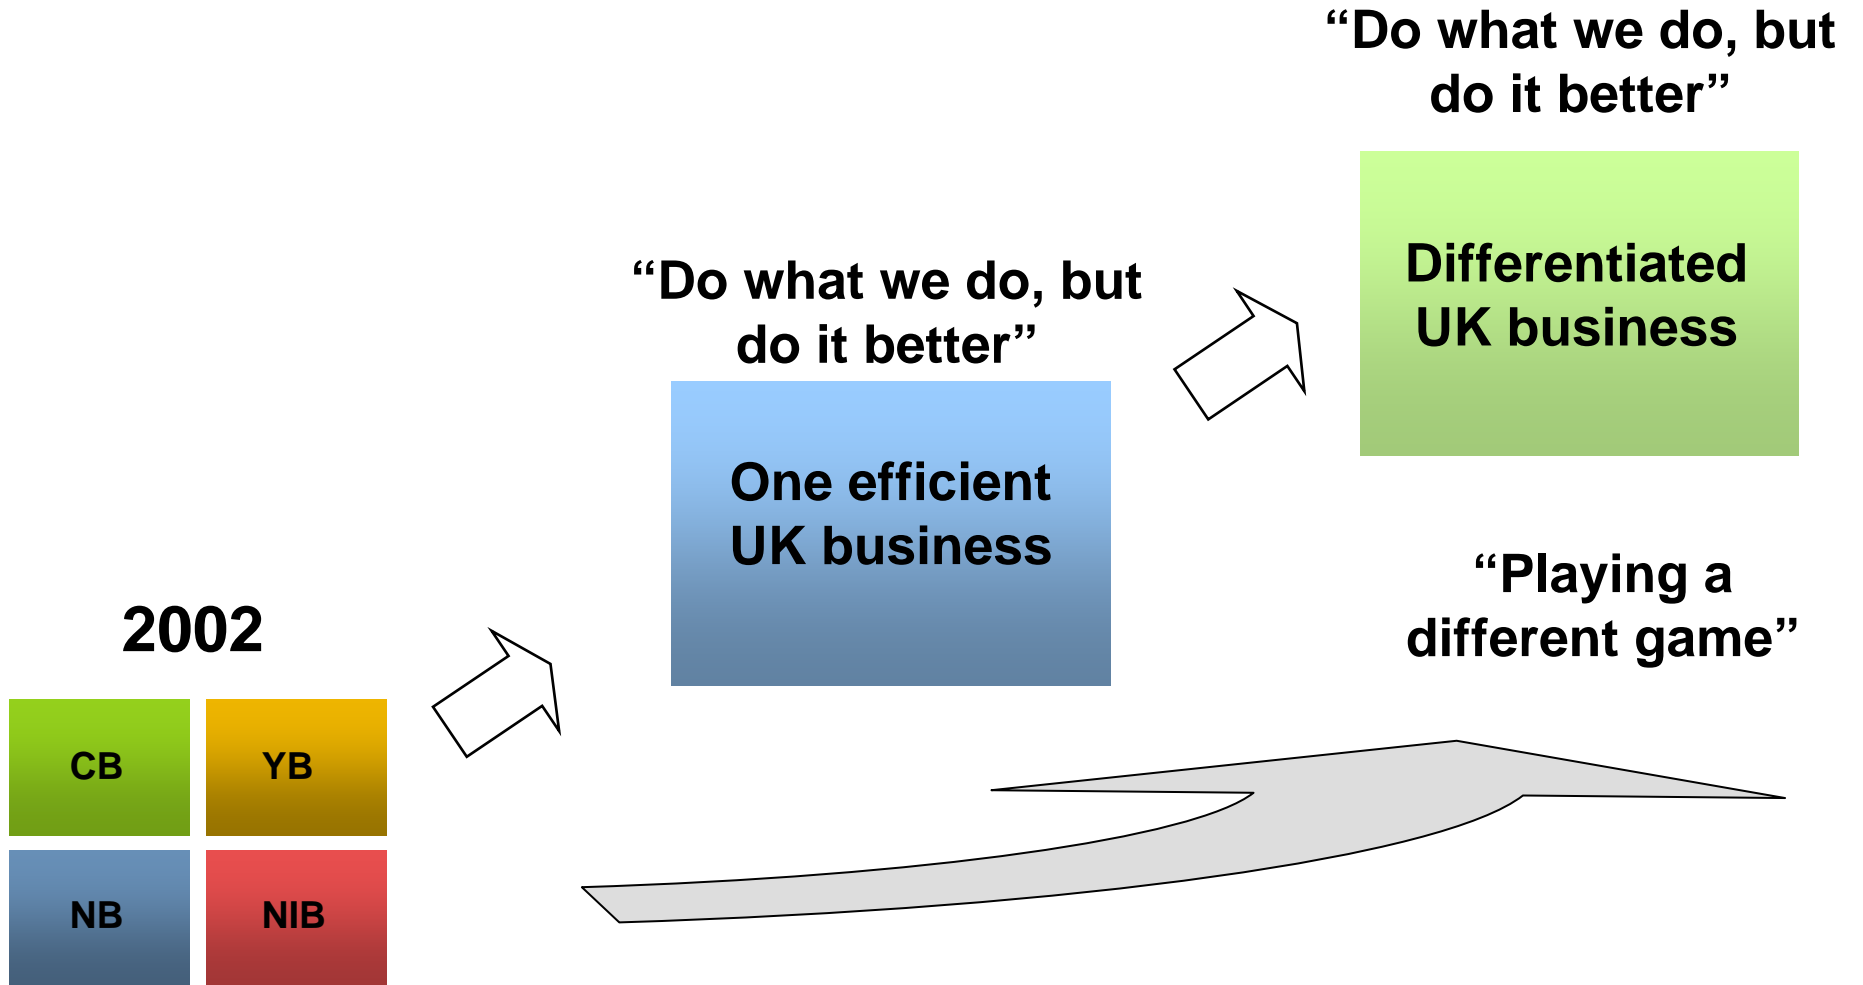 2002
CB
YB
NB
NIB
“Do what we do, but
do it better”
One efficient
UK business
“Do what we do, but
do it better”
Differentiated
UK business
“Playing a
different game”